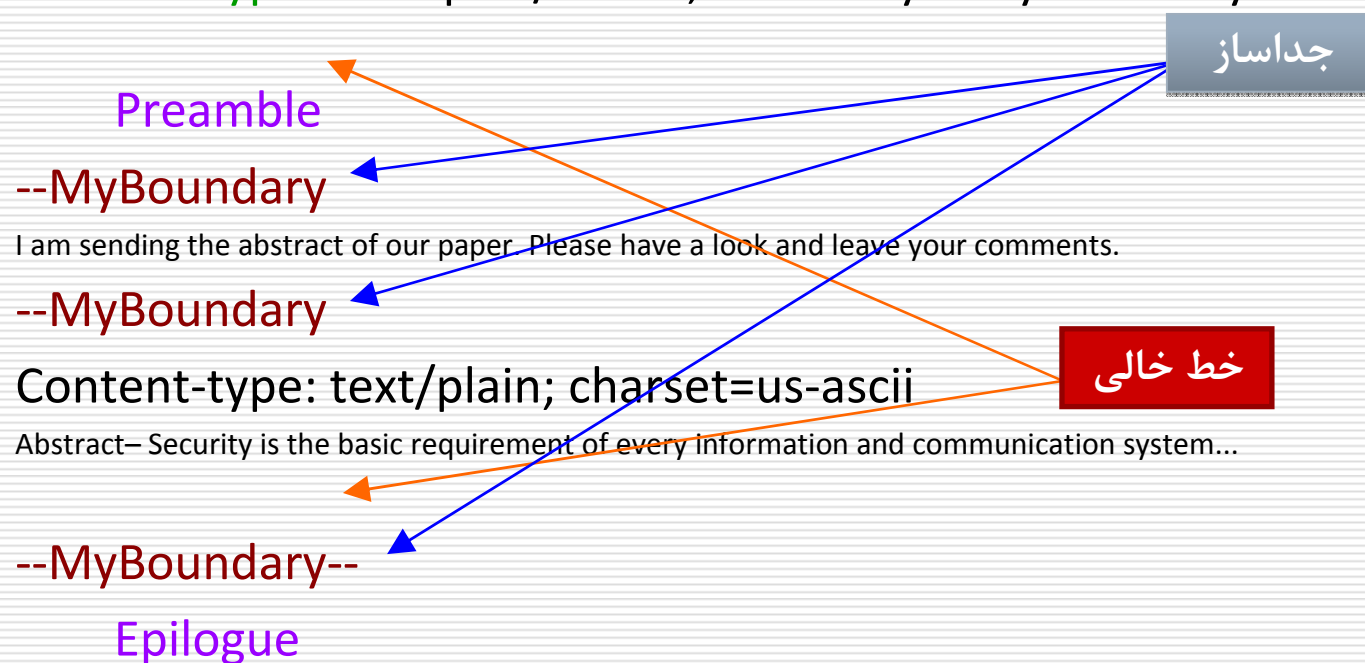 جداساز
Preamble
--MyBoundary
I am sending the abstract of our paper. Please have a look and leave your comments.
--MyBoundary
خط خالی
Content-type: text/plain; charset=us-ascii
Abstract– Security is the basic requirement of every information and communication system...
--MyBoundary--
Epilogue